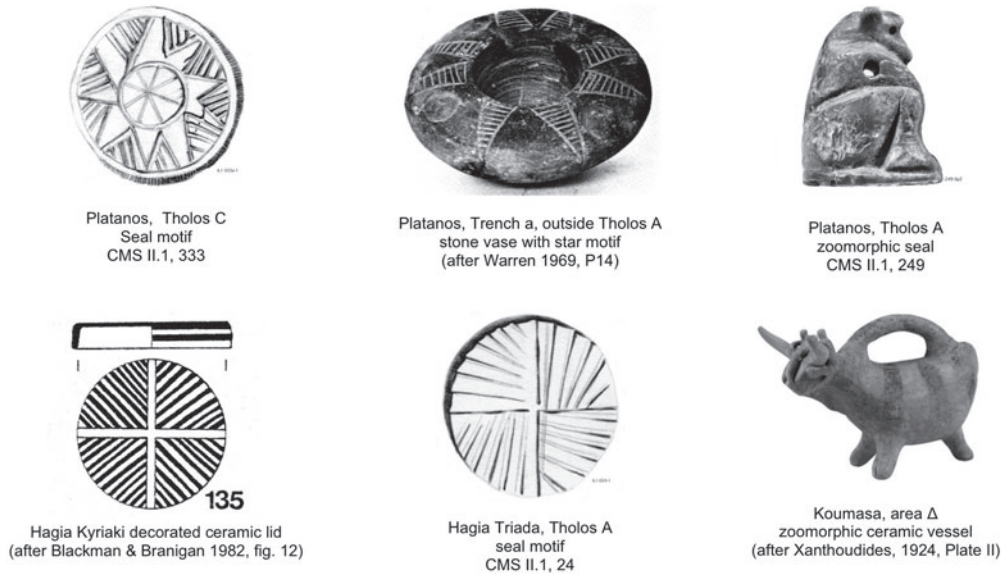 Platanos, Tholos C
Seal motif
CMS II.1, 333
Platanos, Trench a, outside Tholos A
stone vase with star motif
(after Warren 1969, P14)
Platanos, Tholos A
zoomorphic seal
CMS II.1, 249
135
Hagia Kyriaki decorated ceramic lid
(after Blackman & Branigan 1982, fig. 12)
Hagia Triada, Tholos A
seal motif
CMS II.1, 24
Koumasa, area Δ
zoomorphic ceramic vessel
(after Xanthoudides, 1924, Plate II)